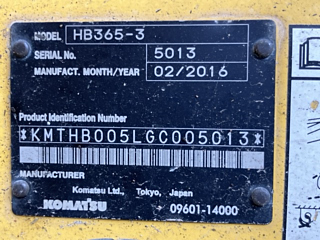 MODEL HB365-3
SERIAL No. 5013
MANUFACT. MONTH/YEAR 02/2016
Product Identification Number
*KMTHB005LGC005013*
MANUFACTURER
Komatsu Ltd., Tokyo, Japan
KOMATSU 09601-14000